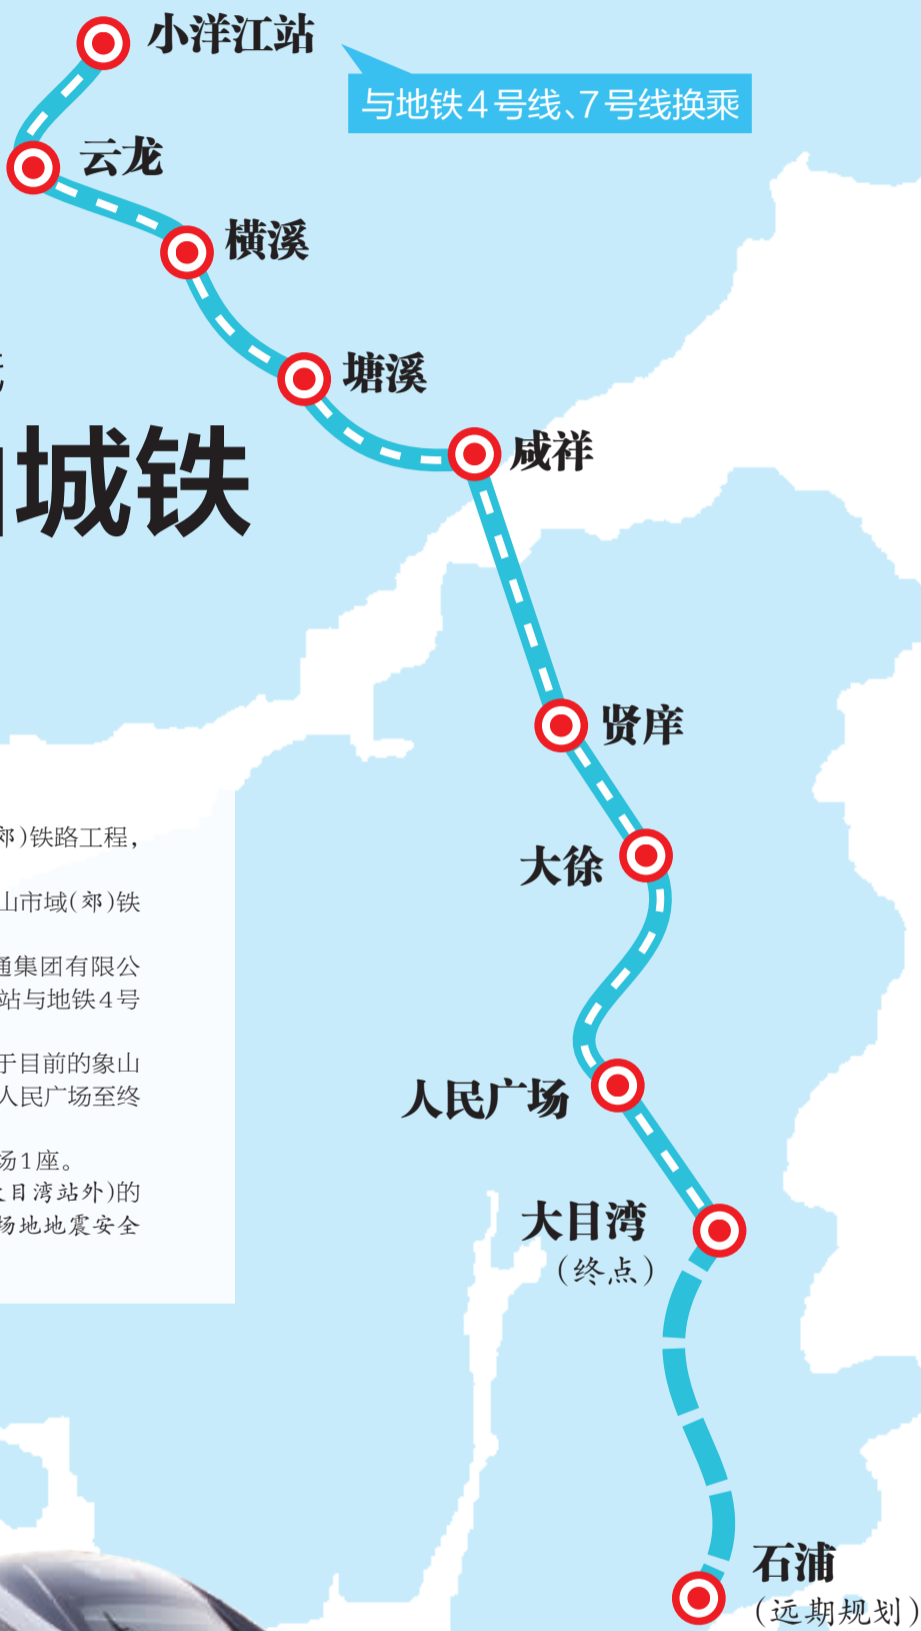 小洋江站
与地铁4号线、7号线换乘
云龙
横溪
塘溪
城铁
咸祥
贤庠
郊)铁路工程，
大徐
山市域(郊)铁
通集团有限公
站与地铁4号
于目前的象山
人民广场至终
人民广场
场1座。
大目湾站外)的
场地地震安全
大目湾
(终点)
石浦
(远期规划)